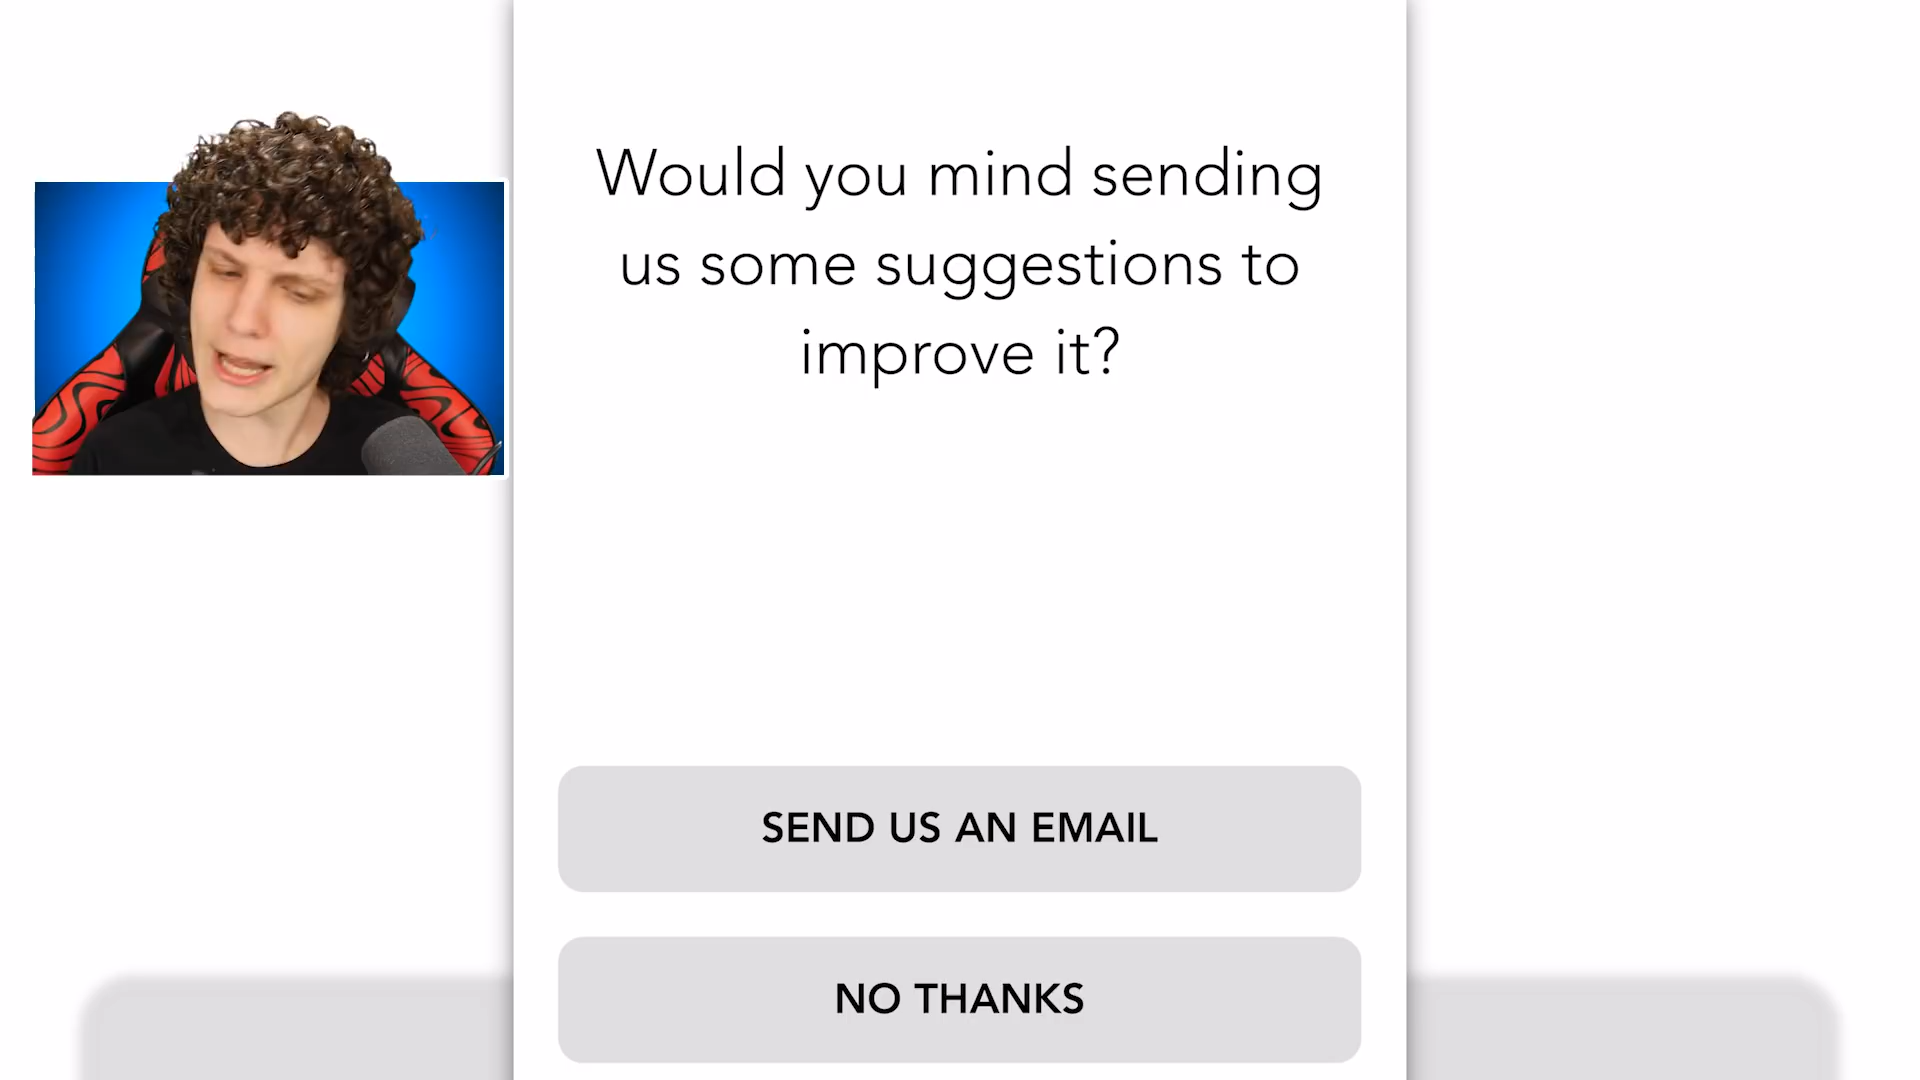 Would you mind sending
us some suggestions to
improve it?
SEND US AN EMAIL
NO THANKS